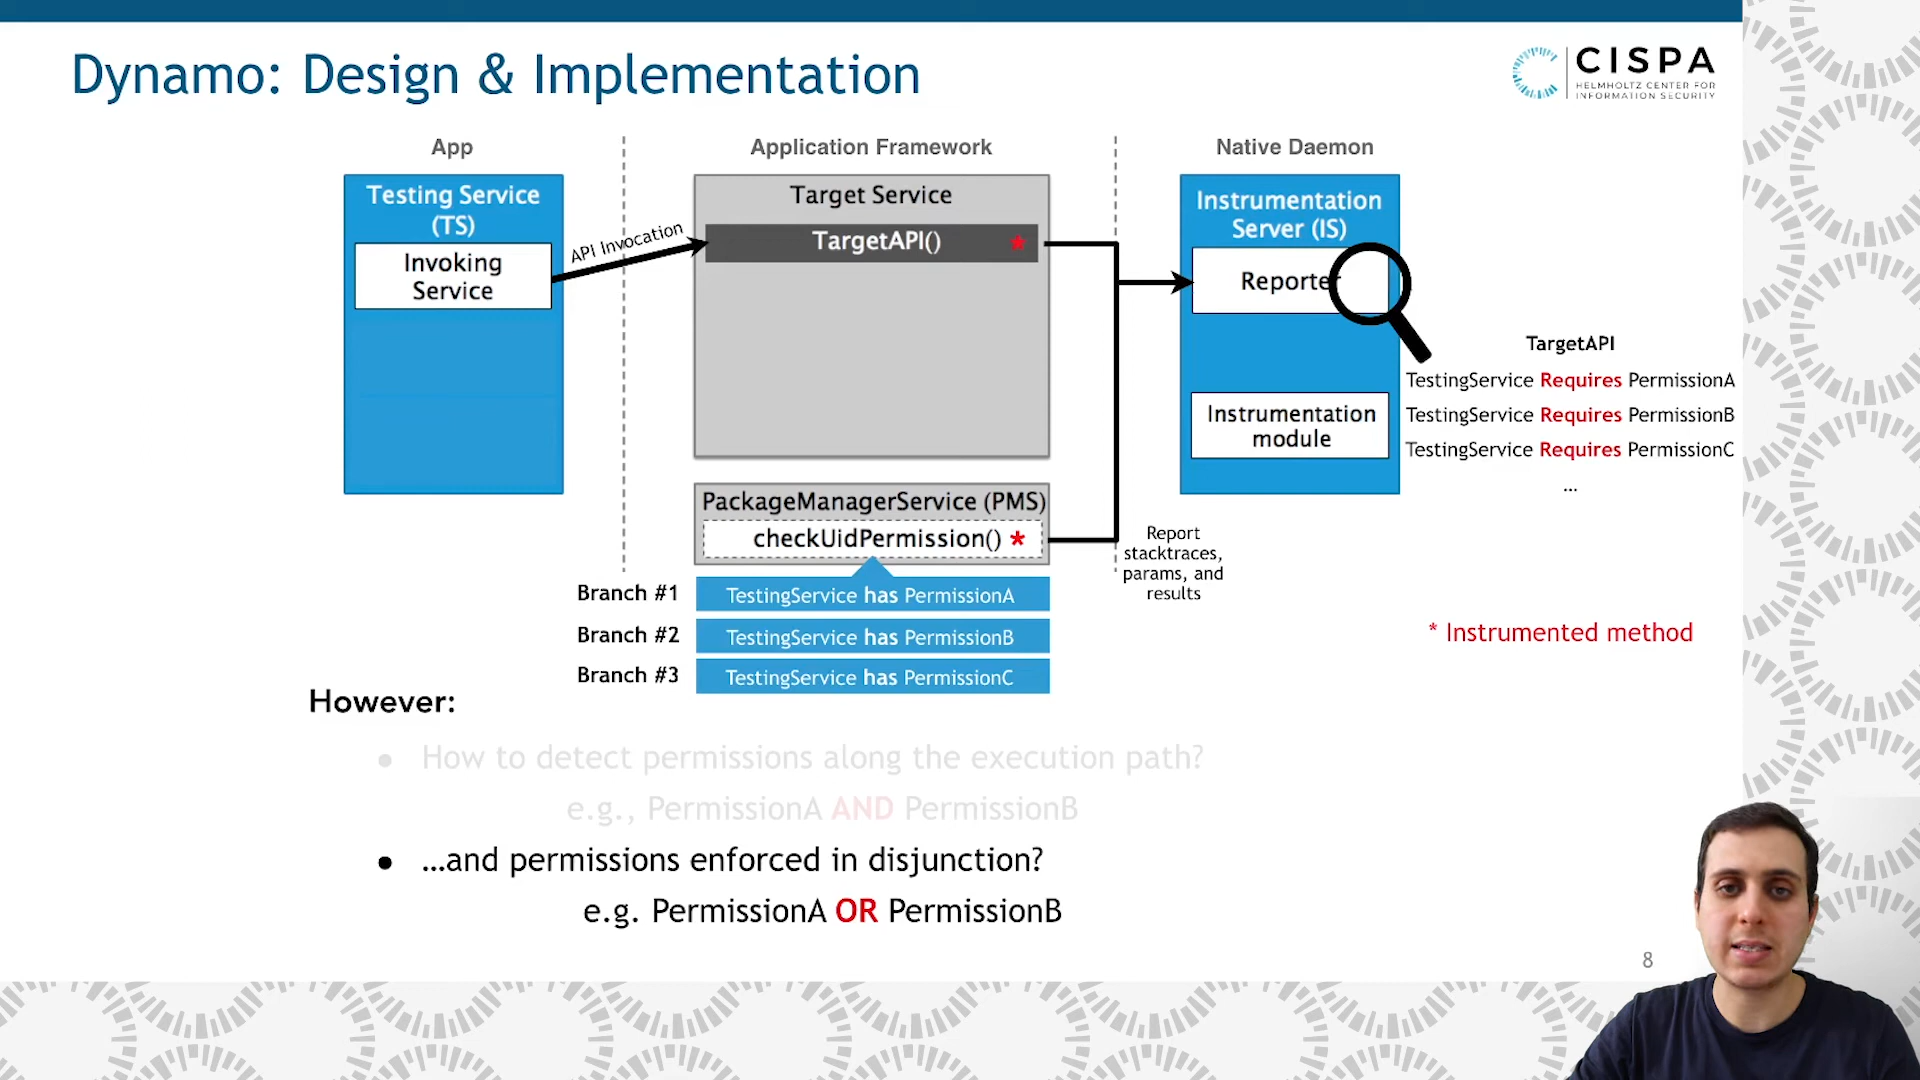 Dynamo: Design & Implementation
CISPA
HELMHOLTZ CENTER FOR
INFORMATION SECURITY
App
Application Framework
Native Daemon
Testing Service
(TS)
Invoking
Service
API Invocation
Target Service
TargetAPI()
*
Instrumentation
Server (IS)
Reporter
Instrumentation
module
TargetAPI
TestingService Requires PermissionA
TestingService Requires PermissionB
TestingService Requires PermissionC
...
PackageManagerService (PMS)
checkUidPermission() *
Report
stacktraces,
params, and
results
Branch #1 TestingService has PermissionA
Branch #2 TestingService has PermissionB
Branch #3 TestingService has PermissionC
* Instrumented method
However:
● How to detect permissions along the execution path?
e.g., PermissionA AND PermissionB
● …and permissions enforced in disjunction?
e.g. PermissionA OR PermissionB
8